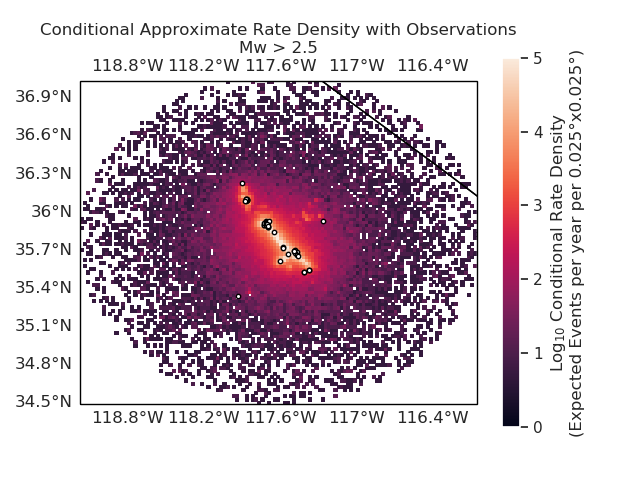 Conditional Approximate Rate Density with Observations
Mw > 2.5
118.8°W 118.2°W 117.6°W 117°W 116.4°W
36.9°N
36.6°N
36.3°N
36°N
35.7°N
35.4°N
35.1°N
34.8°N
34.5°N
118.8°W 118.2°W 117.6°W 117°W 116.4°W
5
4
3
2
1
0
Log₁₀ Conditional Rate Density
(Expected Events per year per 0.025°x0.025°)